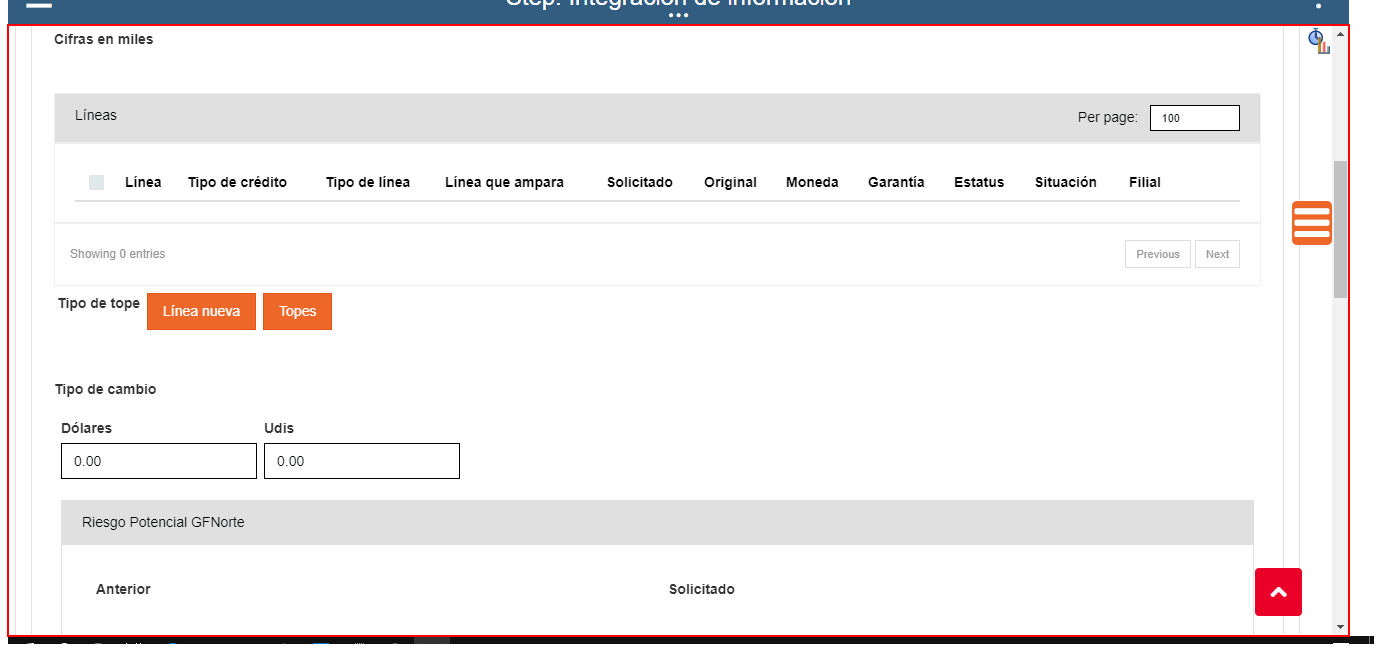 Step: Integración de información
Cifras en miles
Líneas Per page: 100
Línea Tipo de crédito Tipo de línea Línea que ampara Solicitado Original Moneda Garantía Estatus Situación Filial
Showing 0 entries Previous Next
Tipo de tope Línea nueva Topes
Tipo de cambio
Dólares Udis
0.00 0.00
Riesgo Potencial GFNorte
Anterior Solicitado